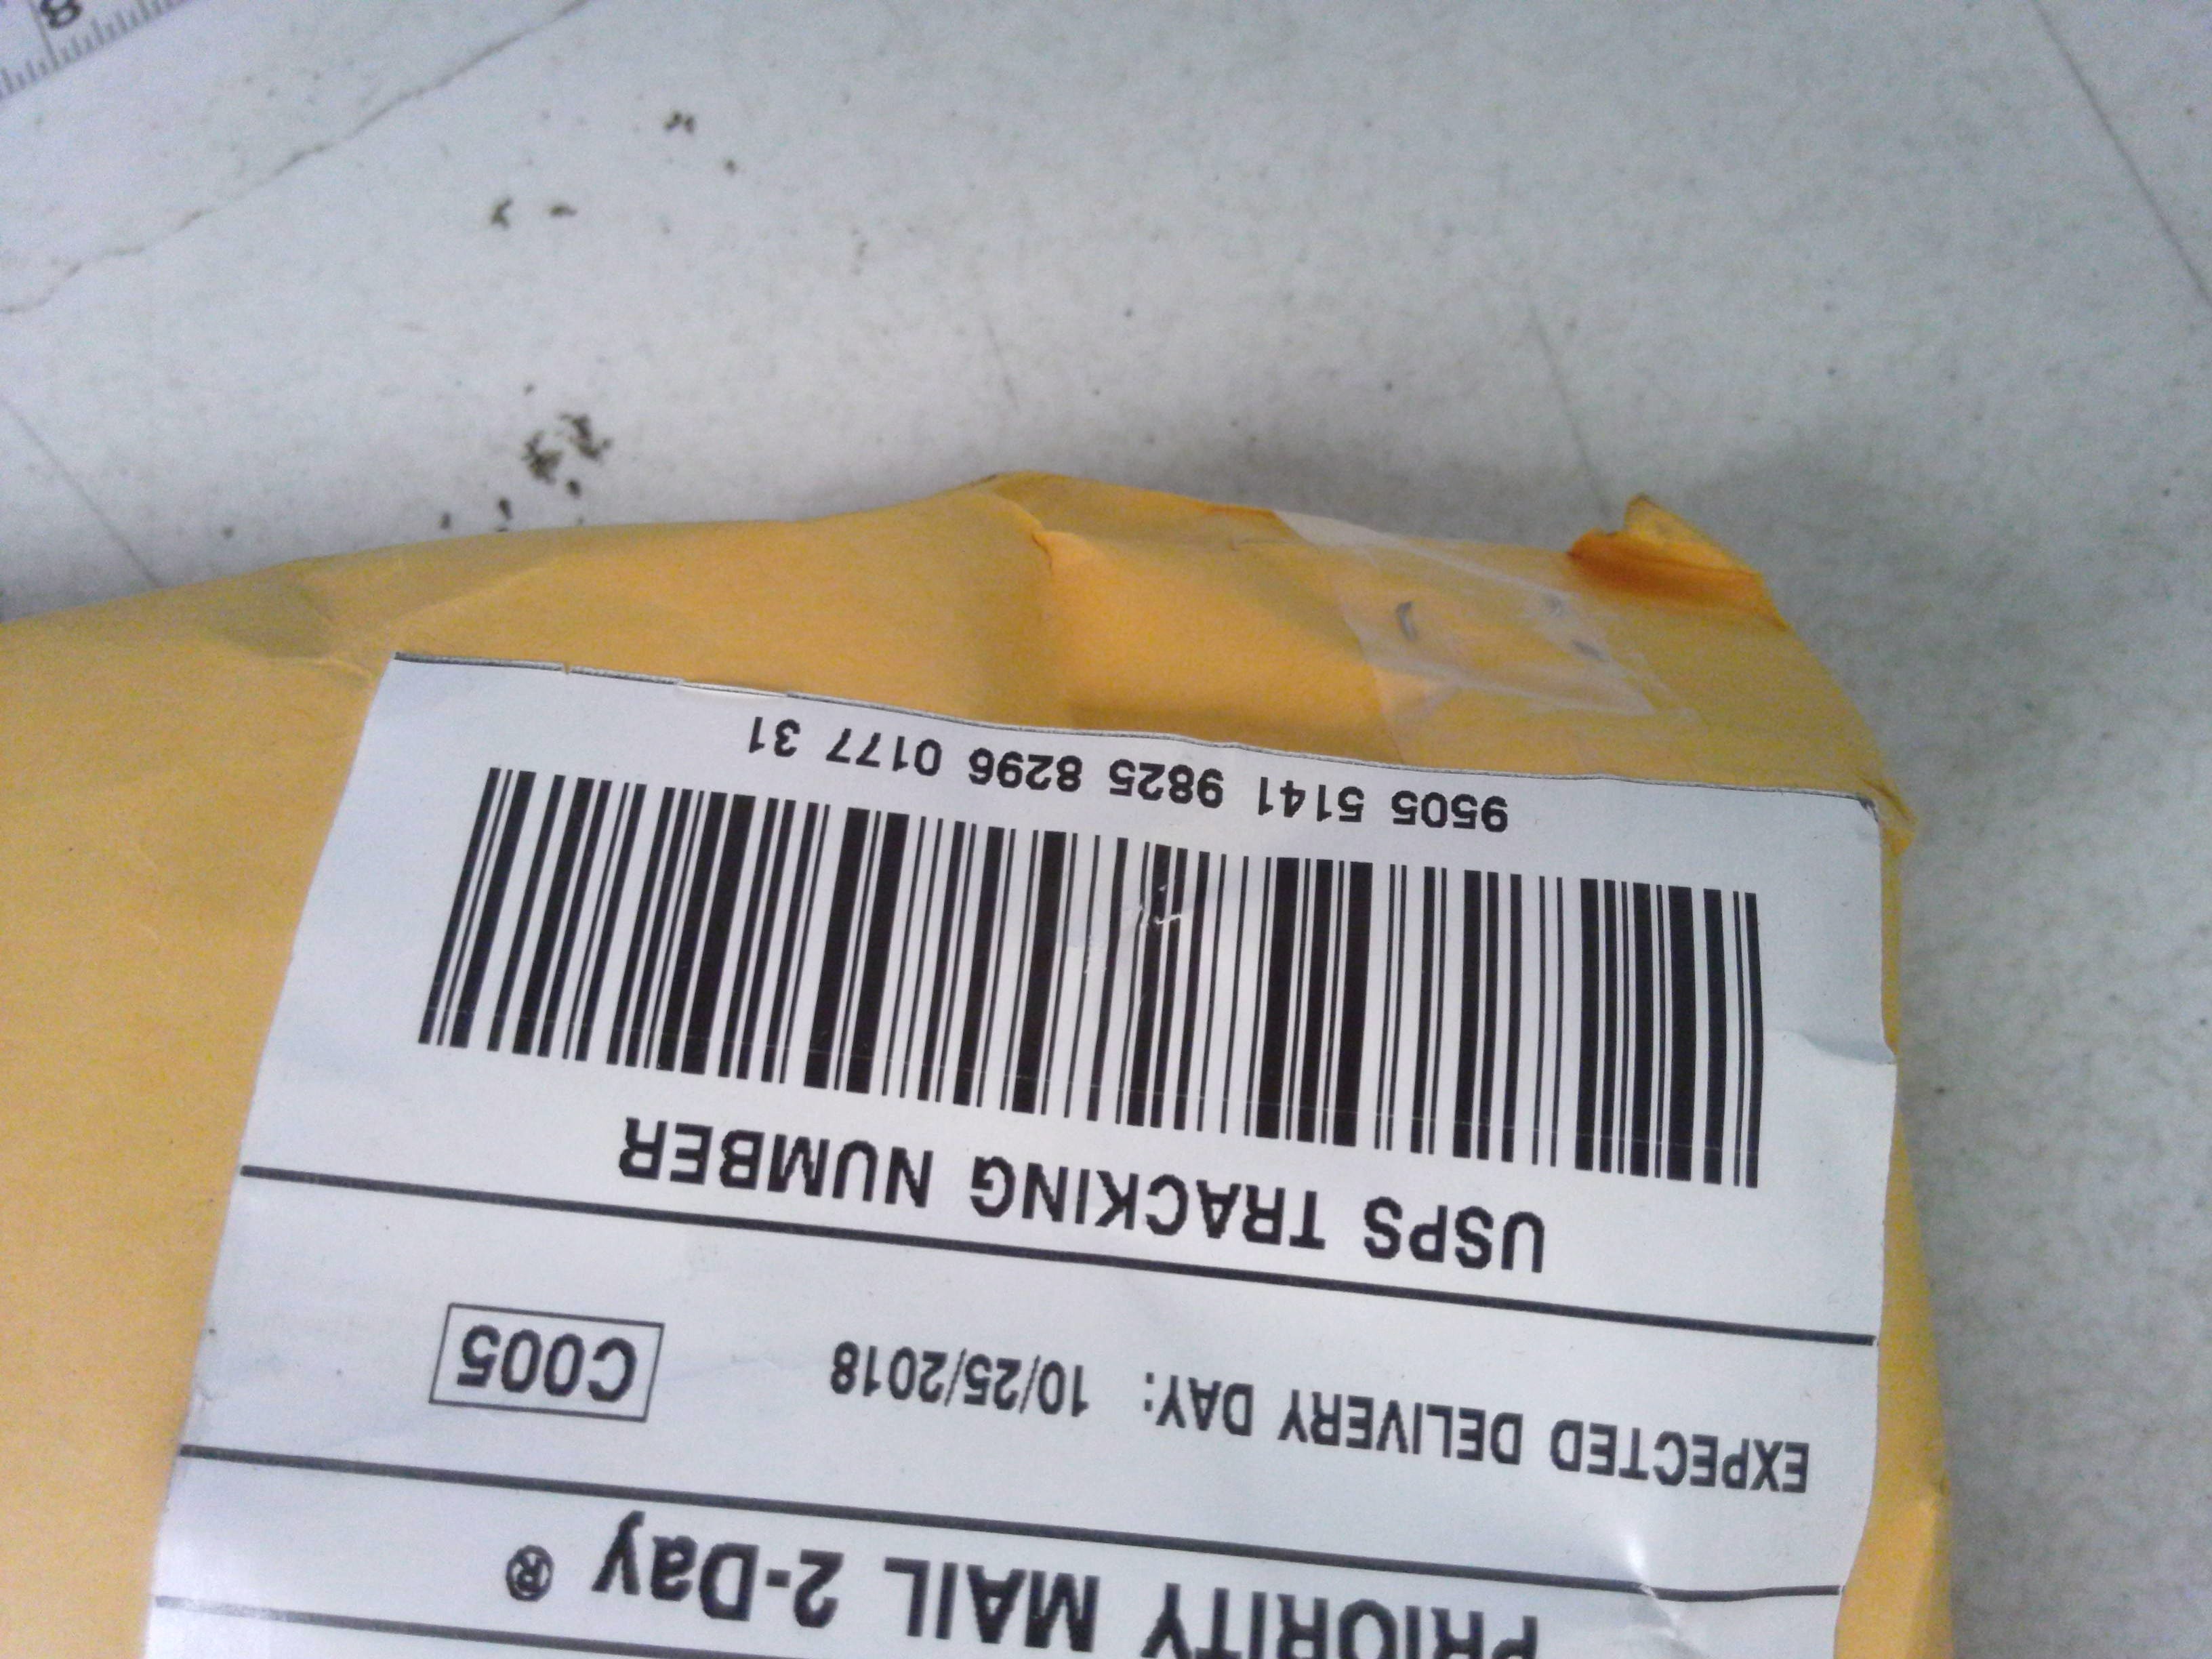 PRIORITY MAIL 2-Day ®
EXPECTED DELIVERY DAY: 10/25/2018
C005
USPS TRACKING NUMBER
9505 5141 9825 8296 0177 31
8